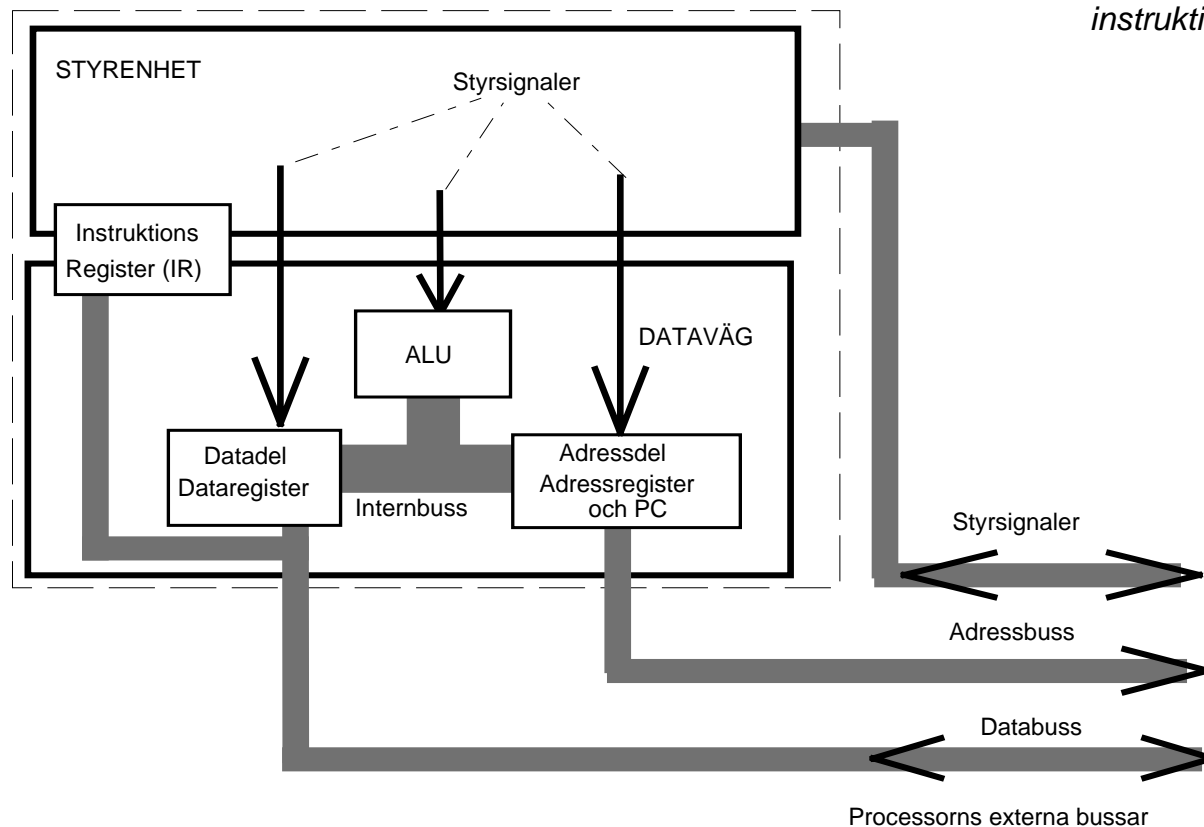 instrukti
STYRENHET
Styrsignaler
Instruktions
Register (IR)
ALU
DATAVÄG
Datadel
Dataregister
Internbuss
Adressdel
Adressregister
och PC
Styrsignaler
Adressbuss
Databuss
Processorns externa bussar